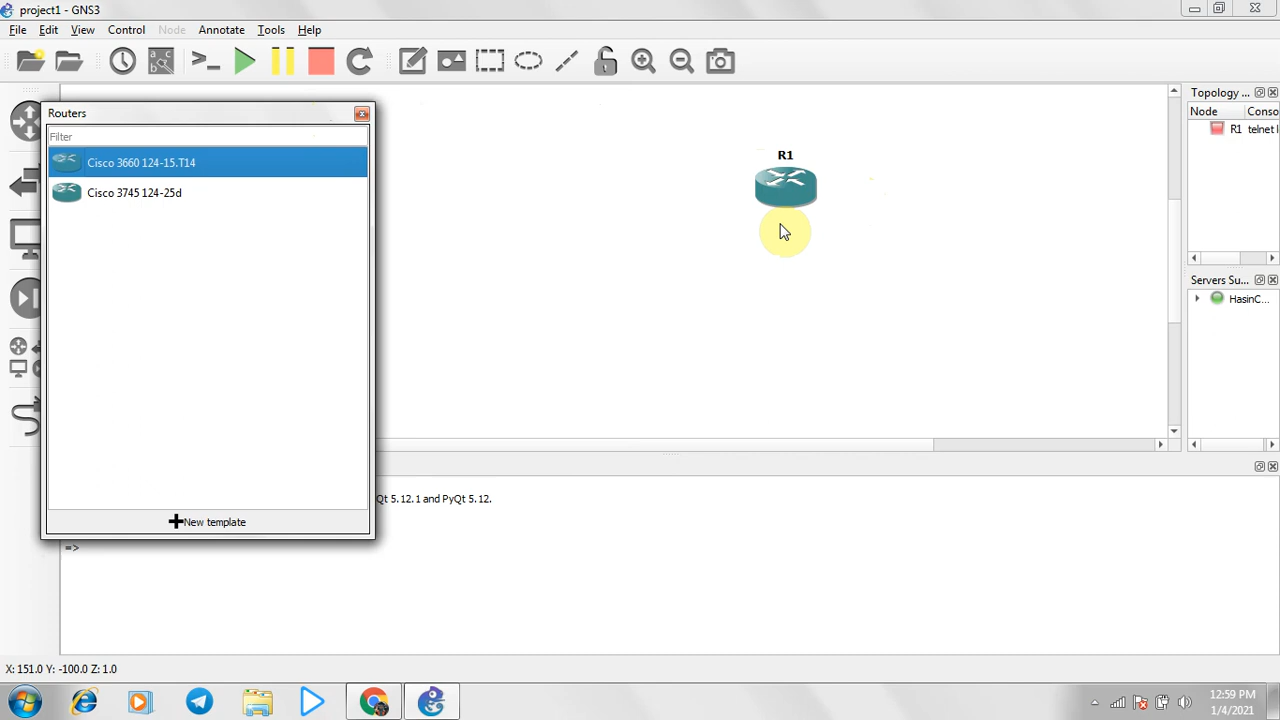 project1 - GNS3
File Edit View Control Node Annotate Tools Help
Routers
Filter
Cisco 3660 124-15.T14
Cisco 3745 124-25d
New template
R1
Topology ...
Node Conso
R1 telnet l
Servers Su...
HasinC...
Qt 5.12.1 and PyQt 5.12.
=>
X: 151.0 Y: -100.0 Z: 1.0
12:59 PM
1/4/2021